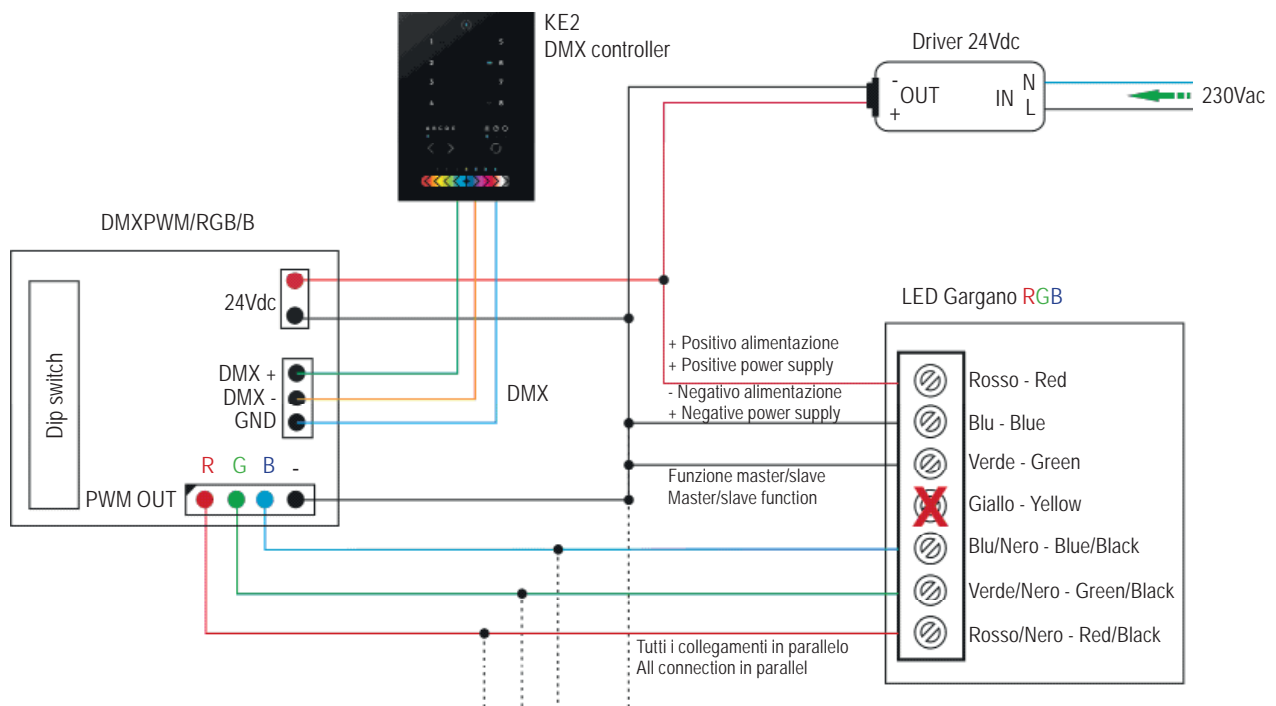 KE2
DMX controller
Driver 24Vdc
-
+
OUT
IN
N
L
230Vac
1
2
3
4
5
6
7
8
A B C D E
DMXPWM/RGB/B
Dip switch
24Vdc
DMX +
DMX -
GND
DMX
R G B -
PWM OUT
LED Gargano RGB
+ Positivo alimentazione
+ Positive power supply
- Negativo alimentazione
+ Negative power supply
Funzione master/slave
Master/slave function
Rosso - Red
Blu - Blue
Verde - Green
Giallo - Yellow
X
Blu/Nero - Blue/Black
Verde/Nero - Green/Black
Rosso/Nero - Red/Black
Tutti i collegamenti in parallelo
All connection in parallel